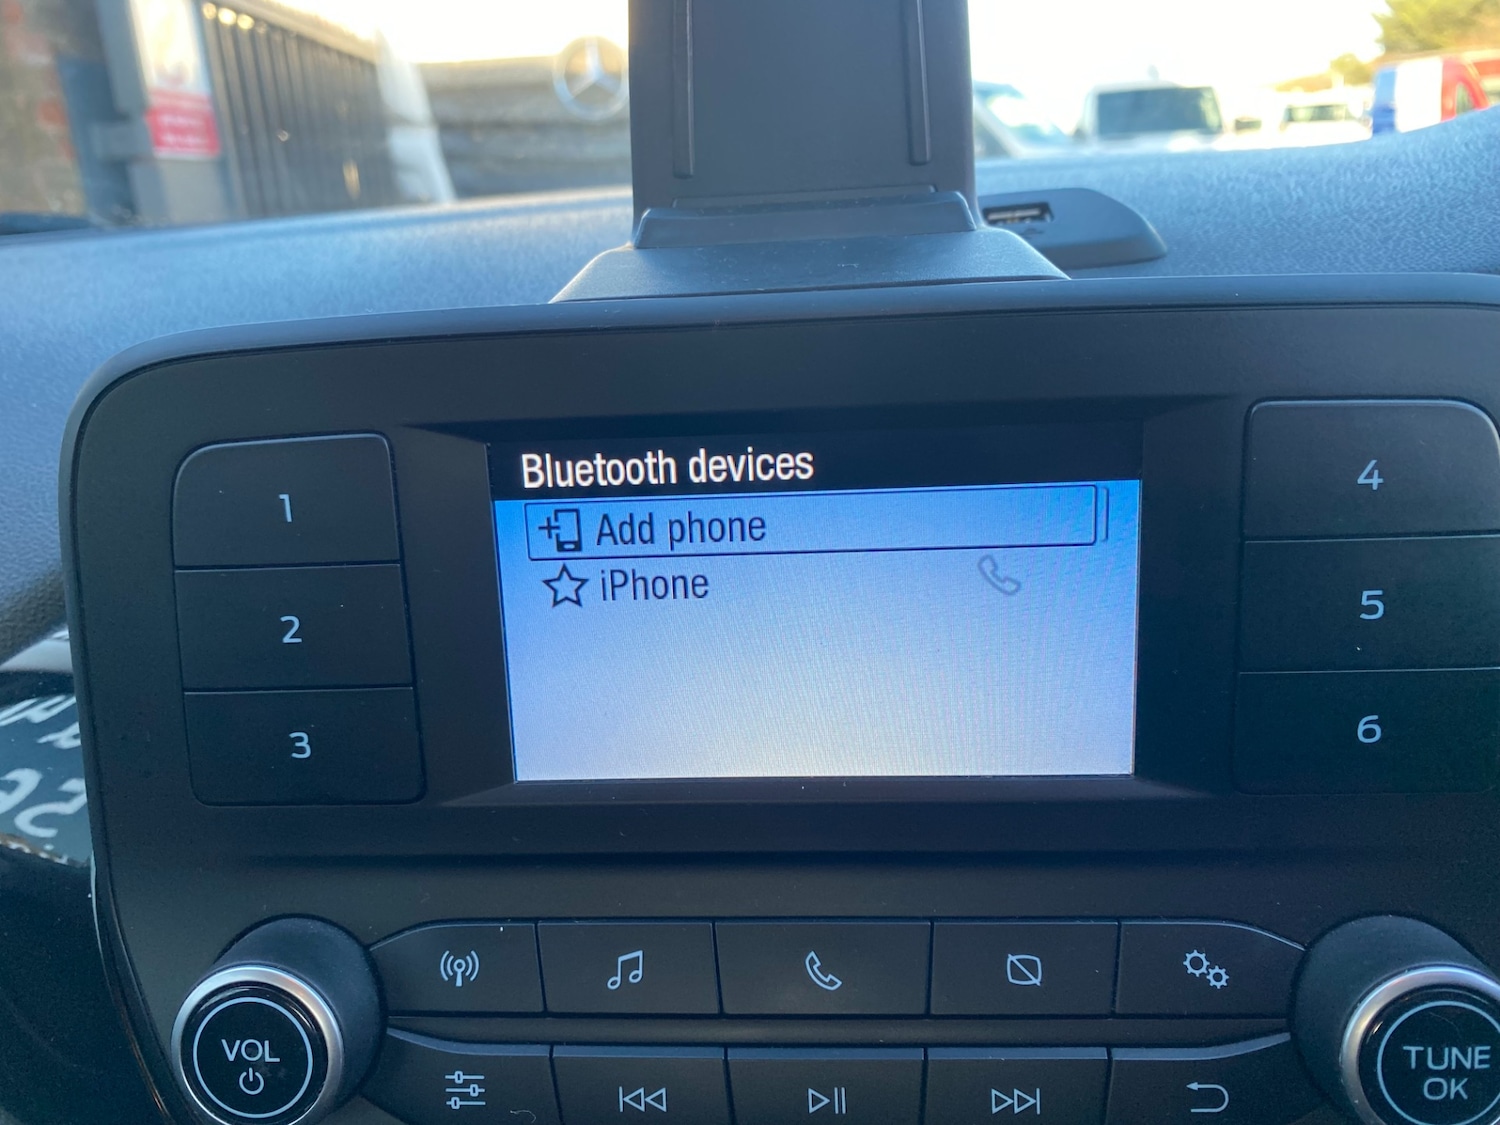 Bluetooth devices
Add phone
iPhone
1
2
3
4
5
6
VOL
TUNE
OK